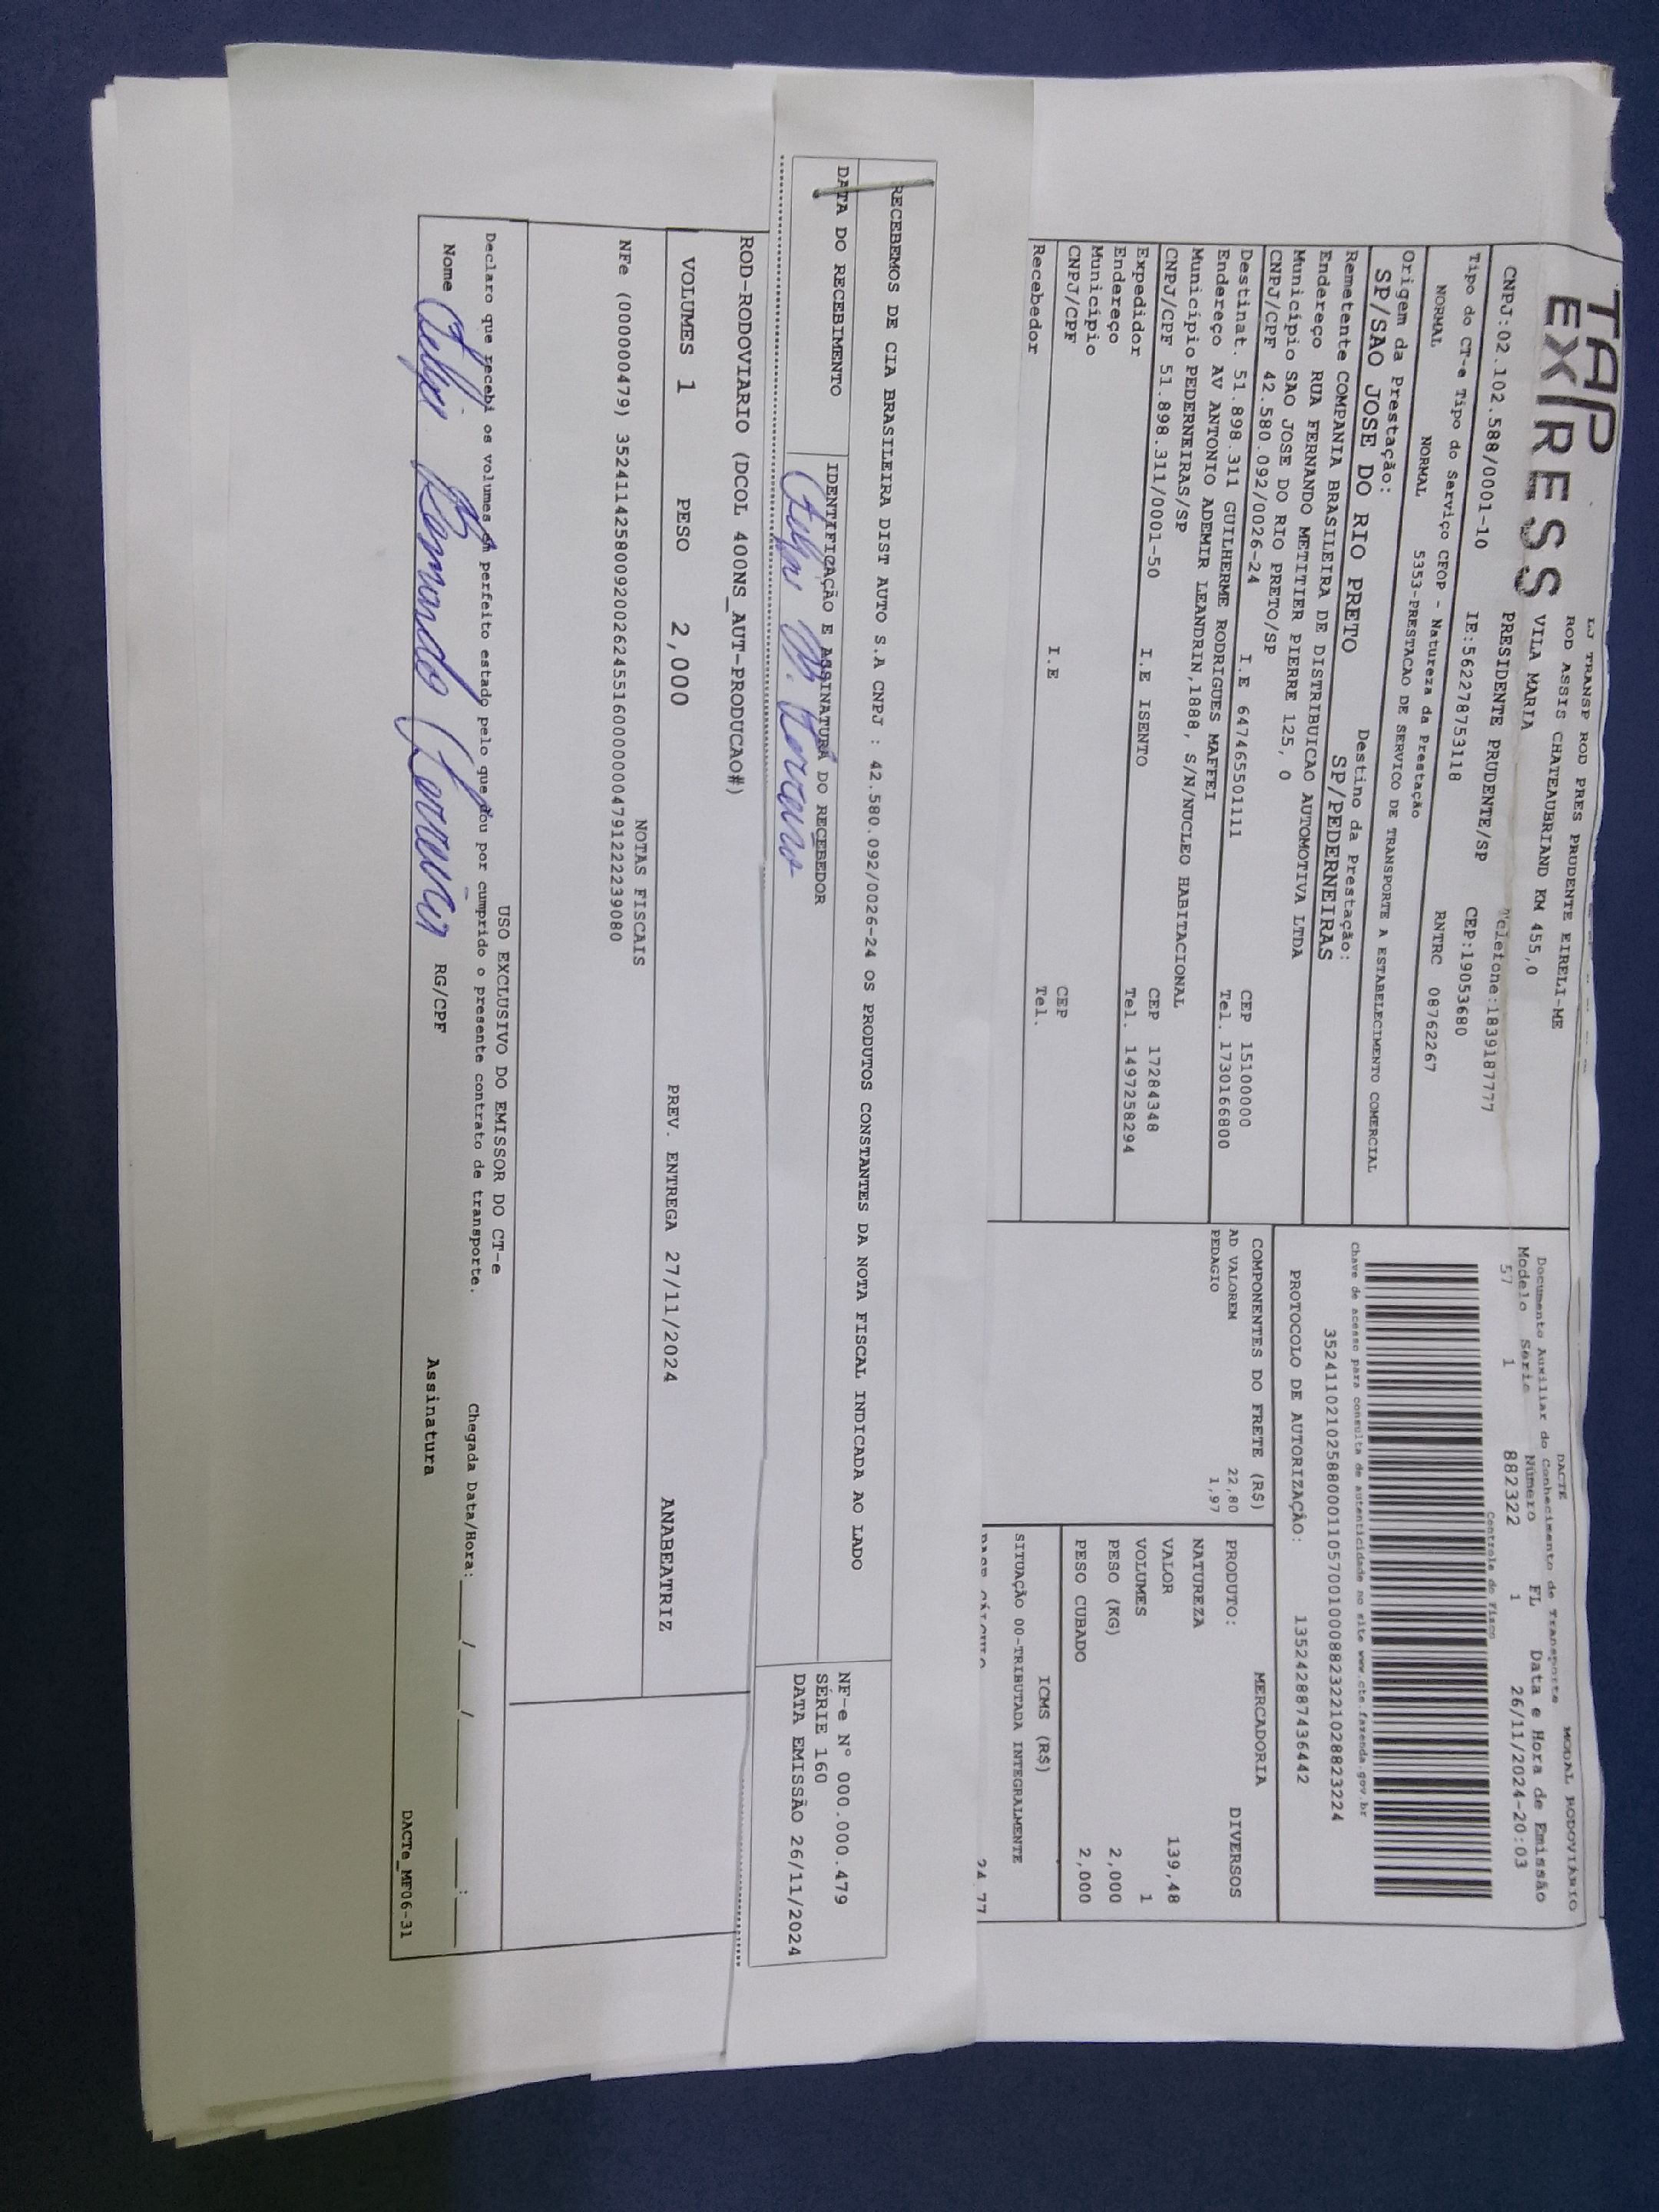 TAP
EXPRESS
LJ TRANSP ROD PRES PRUDENTE EIRELI-ME
ROD ASSIS CHATEAUBRIAND KM 455,0
VILA MARIA
PRESIDENTE PRUDENTE/SP Telefone:1839187777
CNPJ:02.102.588/0001-10 IE:562278753118 CEP:19053680
Tipo do CT-e Tipo do Serviço CFOP - Natureza da Prestação RNTRC 08762267
NORMAL NORMAL 5353-PRESTACAO DE SERVICO DE TRANSPORTE A ESTABELECIMENTO COMERCIAL
Origem da Prestação: Destino da Prestação:
SP/SAO JOSE DO RIO PRETO SP/PEDERNEIRAS
Remetente COMPANIA BRASILEIRA DE DISTRIBUICAO AUTOMOTIVA LTDA
Endereço RUA FERNANDO METITIER PIERRE 125, 0
Município SAO JOSE DO RIO PRETO/SP CEP 15100000
CNPJ/CPF 42.580.092/0026-24 I.E 647465501111 Tel. 1730166800
Destinat. 51.898.311 GUILHERME RODRIGUES MAFFEI
Endereço AV ANTONIO ADEMIR LEANDRIN,1888, S/N/NUCLEO HABITACIONAL
Município PEDERNEIRAS/SP CEP 17284348
CNPJ/CPF 51.898.311/0001-50 I.E ISENTO Tel. 1497258294
Expedidor
Endereço
Município CEP
CNPJ/CPF I.E Tel.
Recebedor
DACTE MODAL RODOVIARIO
Documento Auxiliar do Conhecimento de Transporte
Modelo Serie Número FL Data e Hora de Emissão
57 1 882322 1 26/11/2024-20:03
Controle do Fisco
35241102102588000110570010008823221028823224
Chave de acesso para consulta de autenticidade no site www.cte.fazenda.gov.br
PROTOCOLO DE AUTORIZAÇÃO: 135242887436442
COMPONENTES DO FRETE (R$)
AD VALOREM 22,80
PEDAGIO 1,97
MERCADORIA
PRODUTO: DIVERSOS
NATUREZA
VALOR 139,48
VOLUMES 1
PESO (KG) 2,000
PESO CUBADO 2,000
ICMS (R$)
SITUAÇÃO 00-TRIBUTADA INTEGRALMENTE
24,77
RECEBEMOS DE CIA BRASILEIRA DIST AUTO S.A CNPJ : 42.580.092/0026-24 OS PRODUTOS CONSTANTES DA NOTA FISCAL INDICADA AO LADO
DATA DO RECEBIMENTO IDENTIFICAÇÃO E ASSINATURA DO RECEBEDOR
NF-e Nº 000.000.479
SÉRIE 160
DATA EMISSÃO 26/11/2024
ROD-RODOVIARIO (DCOL 400NS_AUT-PRODUCAO#)
VOLUMES 1 PESO 2,000 PREV. ENTREGA 27/11/2024 ANABEATRIZ
NOTAS FISCAIS
NFe (000000479) 35241142580092002624551600000004791222239080
USO EXCLUSIVO DO EMISSOR DO CT-e
Declaro que recebi os volumes em perfeito estado pelo que dou por cumprido o presente contrato de transporte. Chegada Data/Hora:____/____/____ ____:____
Nome RG/CPF Assinatura
DACTe_MF06-31